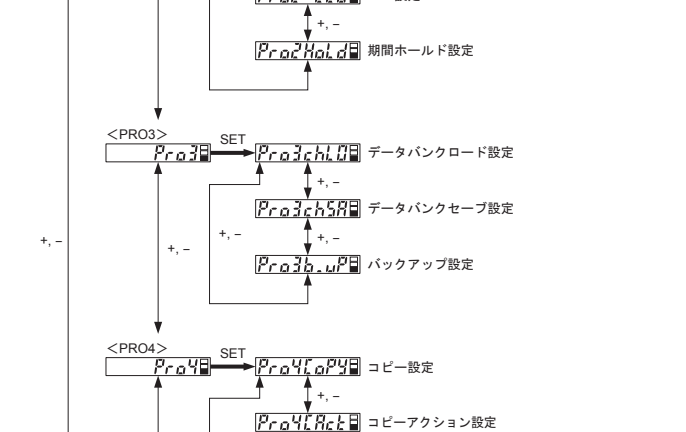 +, −
Pro2HoLd 期間ホールド設定
<PRO3>
SET
Pro3
Pro3chLO データバンクロード設定
+, −
Pro3chSA データバンクセーブ設定
+, −
+, −
+, −
+, −
Pro3b_uP バックアップ設定
<PRO4>
SET
Pro4
Pro4CoPY コピー設定
+, −
Pro4CAct コピーアクション設定